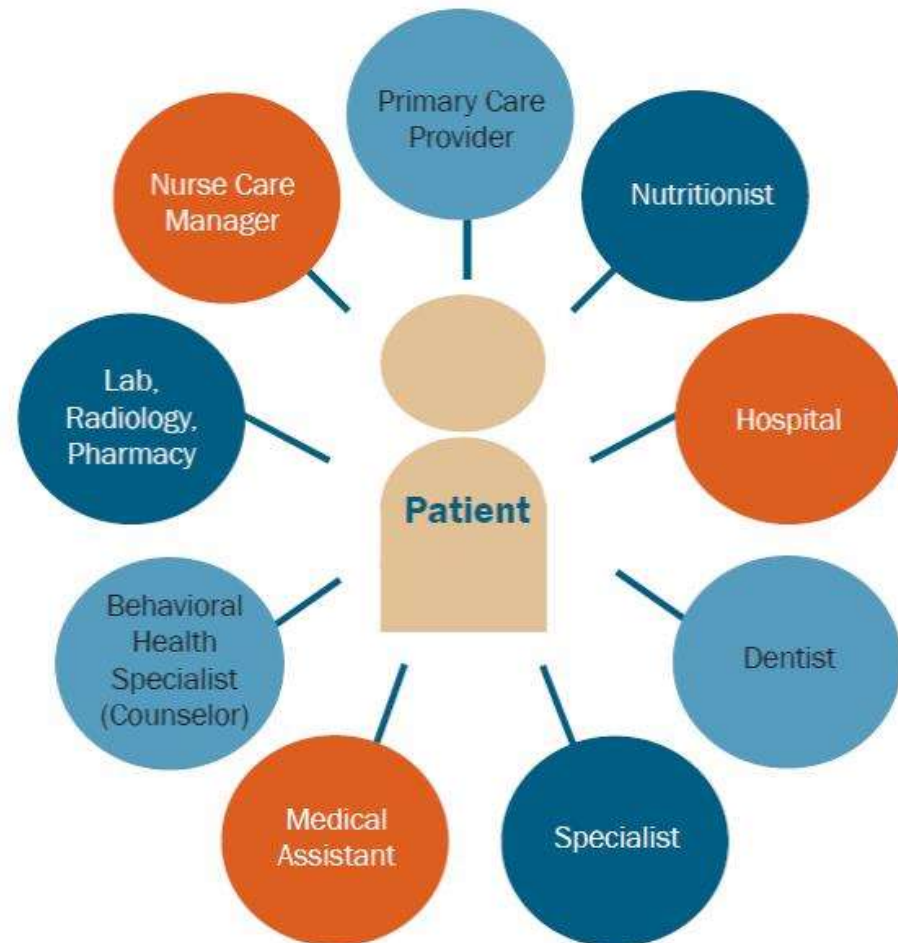 Primary Care
Provider
Nutritionist
Hospital
Dentist
Specialist
Medical
Assistant
Behavioral
Health
Specialist
(Counselor)
Lab,
Radiology,
Pharmacy
Nurse Care
Manager
Patient